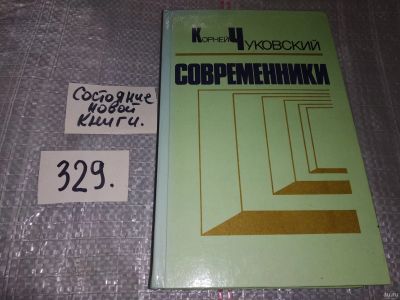 Корней Чуковский
СОВРЕМЕННИКИ
Состояние
новой
книги.
329.